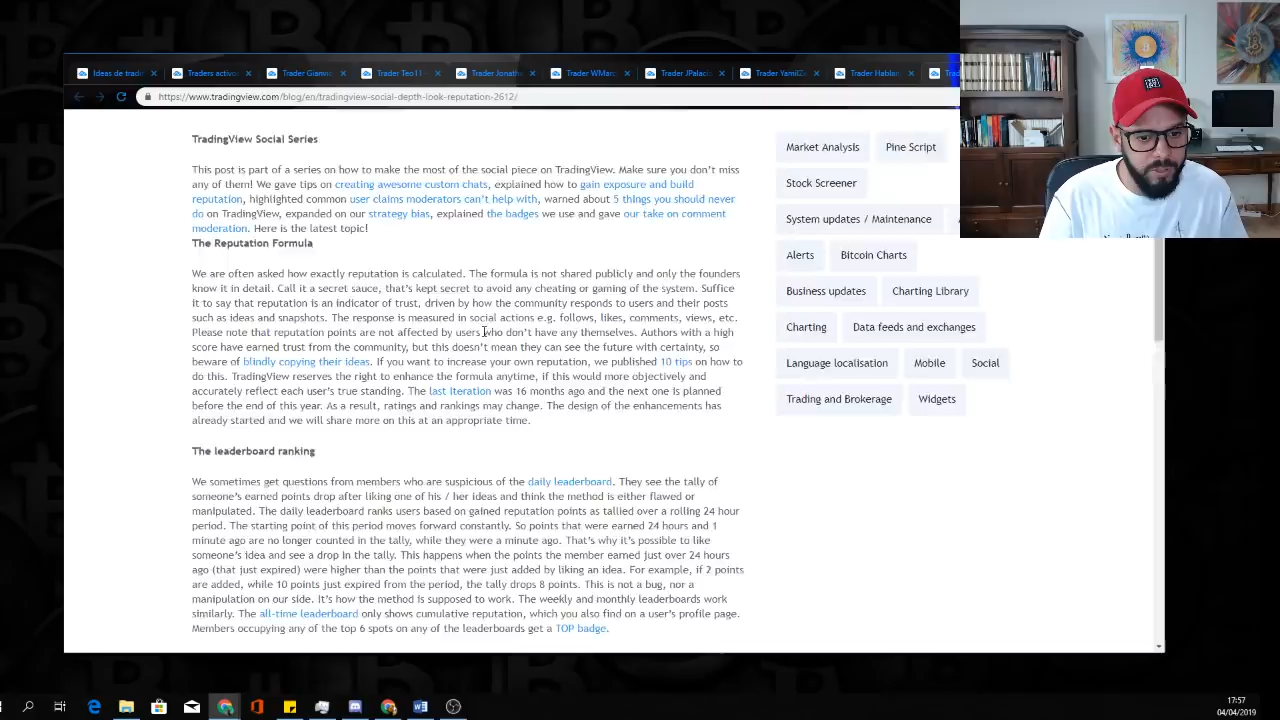 Ideas de tradi
Traders activo
Trader Gianvic
Trader Teo11 -
Trader Jonatha
Trader WMarc
Trader JPalacio
Trader YamilZa
Trader Hablan
https://www.tradingview.com/blog/en/tradingview-social-depth-look-reputation-2612/
TradingView Social Series
This post is part of a series on how to make the most of the social piece on TradingView. Make sure you don't miss
any of them! We gave tips on creating awesome custom chats, explained how to gain exposure and build
reputation, highlighted common user claims moderators can't help with, warned about 5 things you should never
do on TradingView, expanded on our strategy bias, explained the badges we use and gave our take on comment
moderation. Here is the latest topic!
The Reputation Formula
We are often asked how exactly reputation is calculated. The formula is not shared publicly and only the founders
know it in detail. Call it a secret sauce, that's kept secret to avoid any cheating or gaming of the system. Suffice
it to say that reputation is an indicator of trust, driven by how the community responds to users and their posts
such as ideas and snapshots. The response is measured in social actions e.g. follows, likes, comments, views, etc.
Please note that reputation points are not affected by users who don't have any themselves. Authors with a high
score have earned trust from the community, but this doesn't mean they can see the future with certainty, so
beware of blindly copying their ideas. If you want to increase your own reputation, we published 10 tips on how to
do this. TradingView reserves the right to enhance the formula anytime, if this would more objectively and
accurately reflect each user's true standing. The last iteration was 16 months ago and the next one is planned
before the end of this year. As a result, ratings and rankings may change. The design of the enhancements has
already started and we will share more on this at an appropriate time.
The leaderboard ranking
We sometimes get questions from members who are suspicious of the daily leaderboard. They see the tally of
someone's earned points drop after liking one of his / her ideas and think the method is either flawed or
manipulated. The daily leaderboard ranks users based on gained reputation points as tallied over a rolling 24 hour
period. The starting point of this period moves forward constantly. So points that were earned 24 hours and 1
minute ago are no longer counted in the tally, while they were a minute ago. That's why it's possible to like
someone's idea and see a drop in the tally. This happens when the points the member earned just over 24 hours
ago (that just expired) were higher than the points that were just added by liking an idea. For example, if 2 points
are added, while 10 points just expired from the period, the tally drops 8 points. This is not a bug, nor a
manipulation on our side. It's how the method is supposed to work. The weekly and monthly leaderboards work
similarly. The all-time leaderboard only shows cumulative reputation, which you also find on a user's profile page.
Members occupying any of the top 6 spots on any of the leaderboards get a TOP badge.
Market Analysis
Pine Script
Stock Screener
System updates / Maintenance
Alerts
Bitcoin Charts
Business updates
Charting Library
Charting
Data feeds and exchanges
Language localisation
Mobile
Social
Trading and Brokerage
Widgets
17:57
04/04/2019